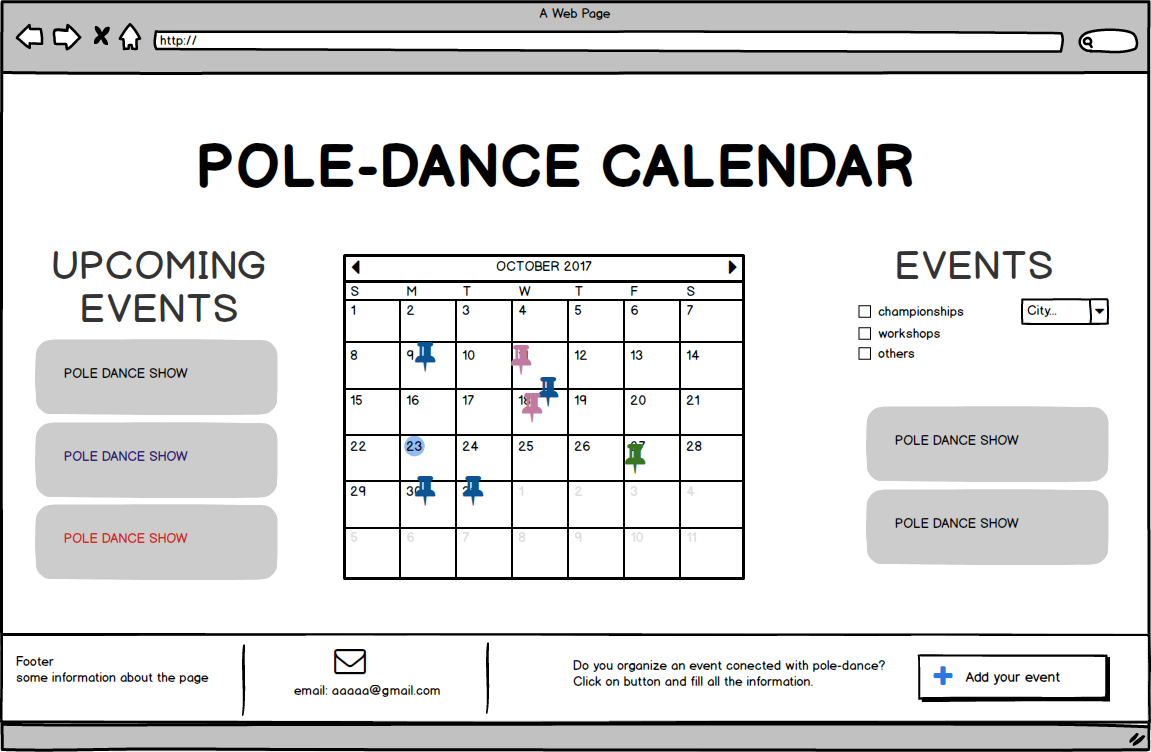 A Web Page
http://
POLE-DANCE CALENDAR
UPCOMING
EVENTS
POLE DANCE SHOW
POLE DANCE SHOW
POLE DANCE SHOW
OCTOBER 2017
S M T W T F S
1 2 3 4 5 6 7
8 9 10 11 12 13 14
15 16 17 18 19 20 21
22 23 24 25 26 27 28
29 30 1 2 3 4
5 6 7 8 9 10 11
EVENTS
championships
City...
workshops
others
POLE DANCE SHOW
POLE DANCE SHOW
Footer
some information about the page
email: aaaaa@gmail.com
Do you organize an event conected with pole-dance?
Click on button and fill all the information.
Add your event